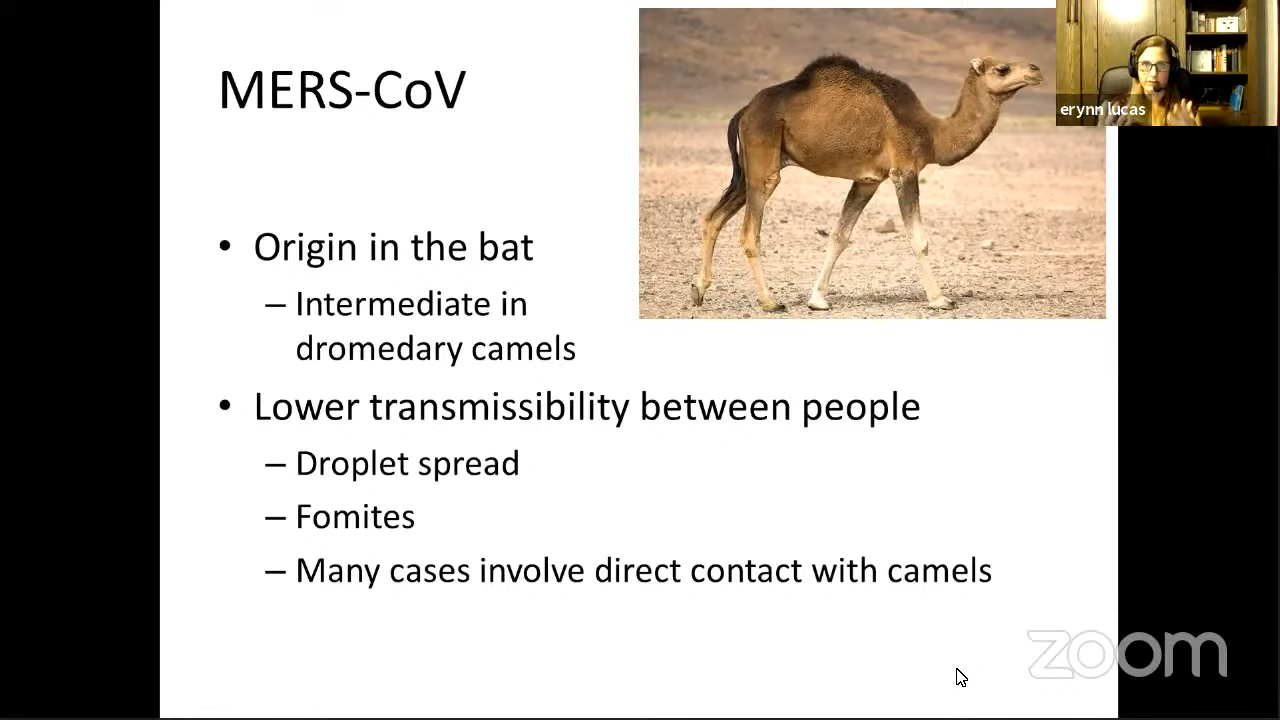 MERS-CoV
erynn lucas
• Origin in the bat
– Intermediate in
dromedary camels
• Lower transmissibility between people
– Droplet spread
– Fomites
– Many cases involve direct contact with camels
zoom